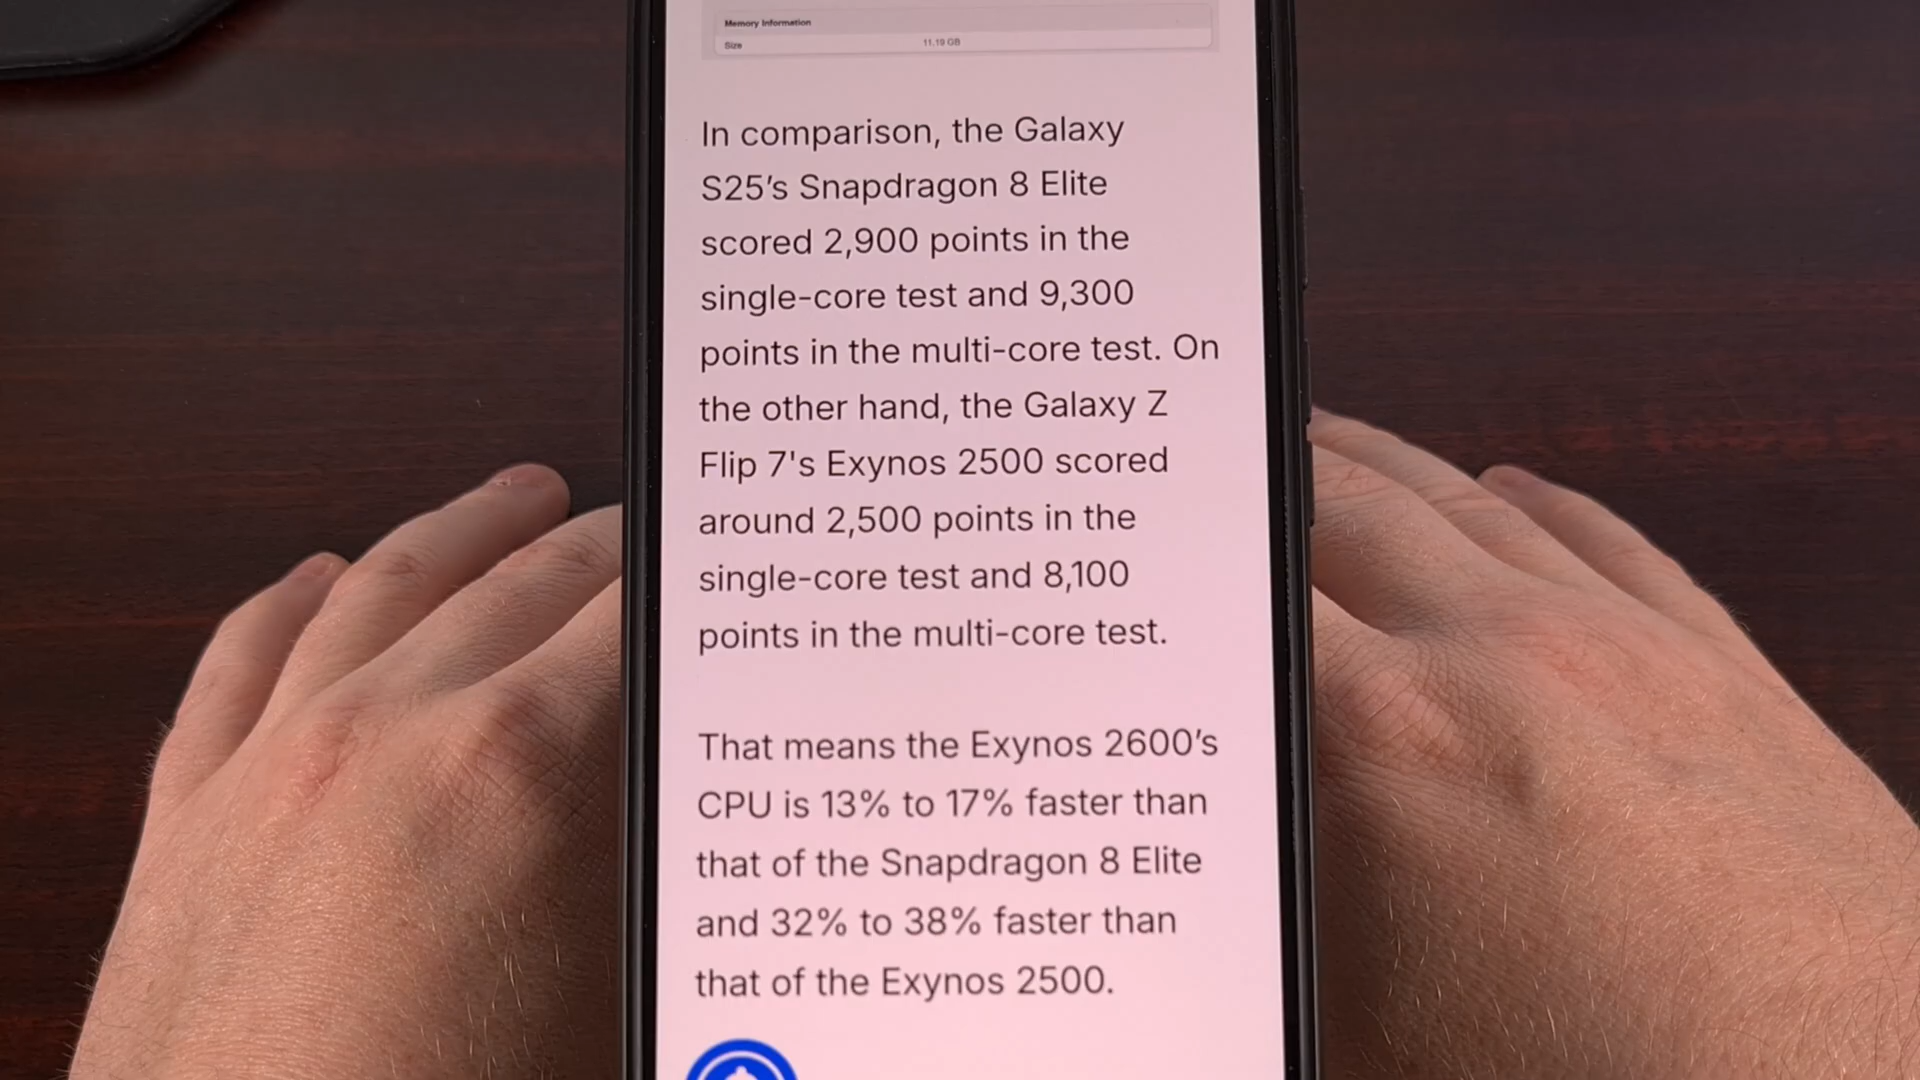 Memory Information
Size 11.19 GB
In comparison, the Galaxy
S25’s Snapdragon 8 Elite
scored 2,900 points in the
single-core test and 9,300
points in the multi-core test. On
the other hand, the Galaxy Z
Flip 7's Exynos 2500 scored
around 2,500 points in the
single-core test and 8,100
points in the multi-core test.
That means the Exynos 2600’s
CPU is 13% to 17% faster than
that of the Snapdragon 8 Elite
and 32% to 38% faster than
that of the Exynos 2500.